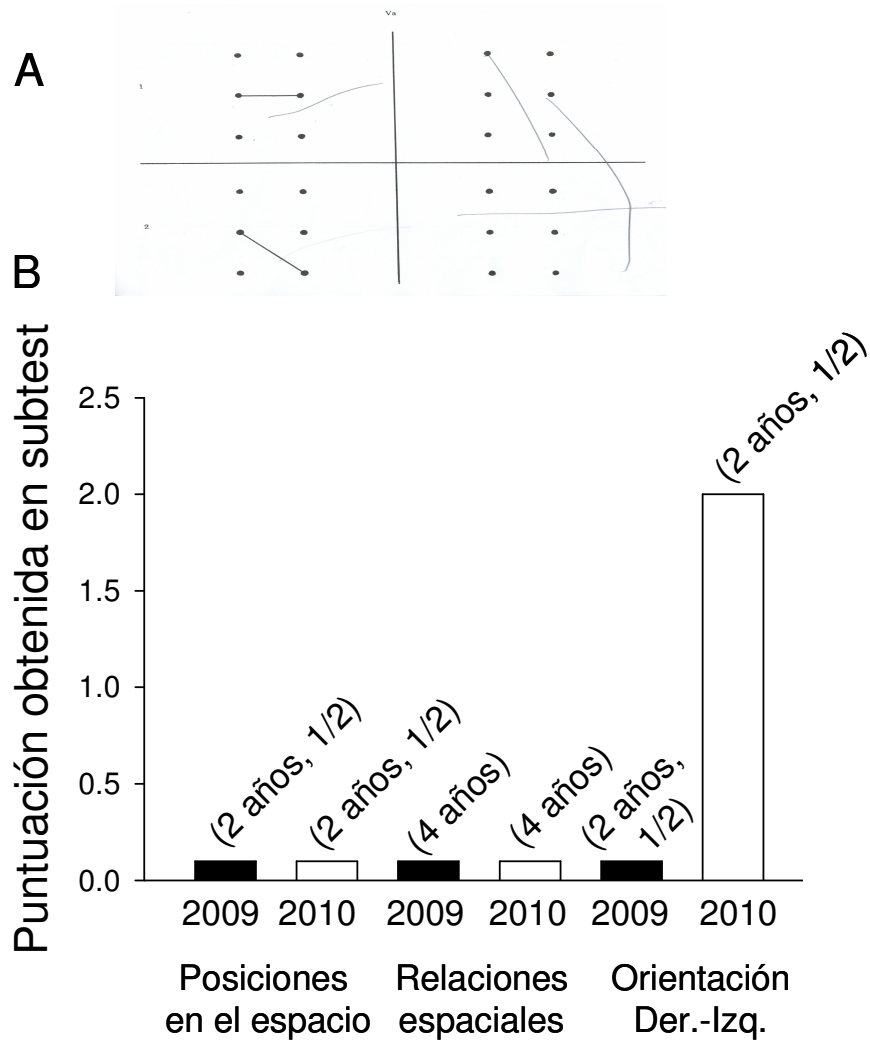 A
Va
1
2
B
Puntuación obtenida en subtest
2.5
2.0
1.5
1.0
0.5
0.0
(2 años, 1/2)
(2 años, 1/2)
(4 años)
(4 años)
(2 años,
1/2)
(2 años, 1/2)
2009 2010 2009 2010 2009 2010
Posiciones
en el espacio
Relaciones
espaciales
Orientación
Der.-Izq.